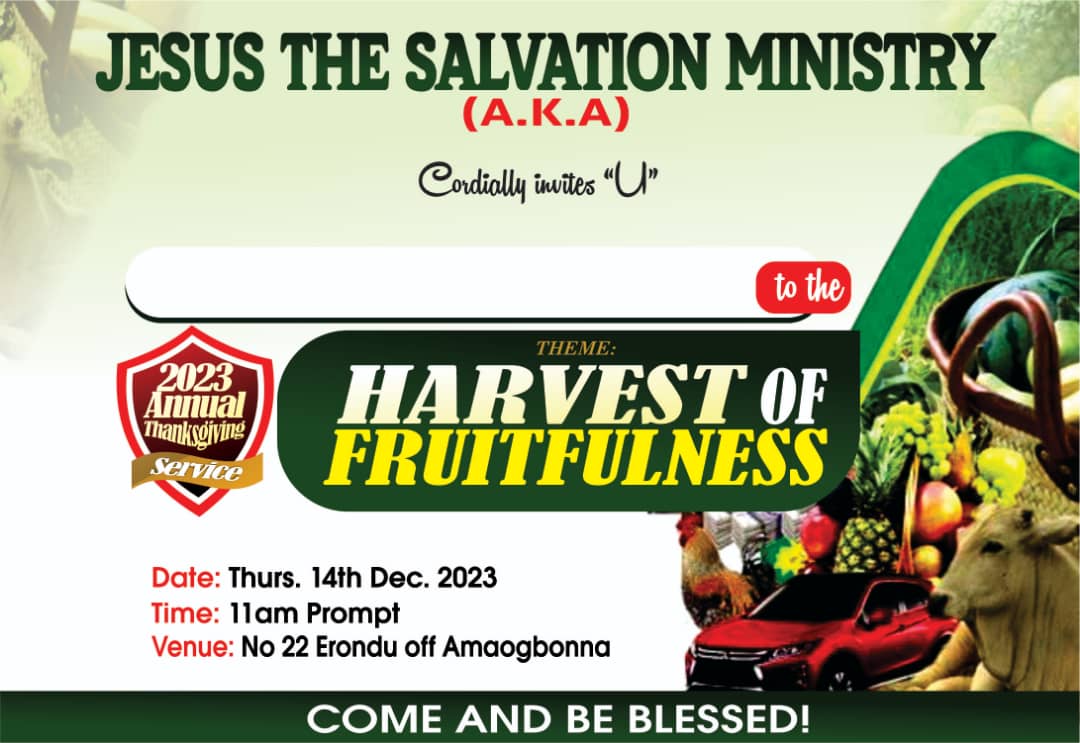 JESUS THE SALVATION MINISTRY
(A.K.A)
Cordially invites “U”
to the
2023
Annual
Thanksgiving
Service
THEME:
HARVEST OF
FRUITFULNESS
Date: Thurs. 14th Dec. 2023
Time: 11am Prompt
Venue: No 22 Erondu off Amaogbonna
COME AND BE BLESSED!